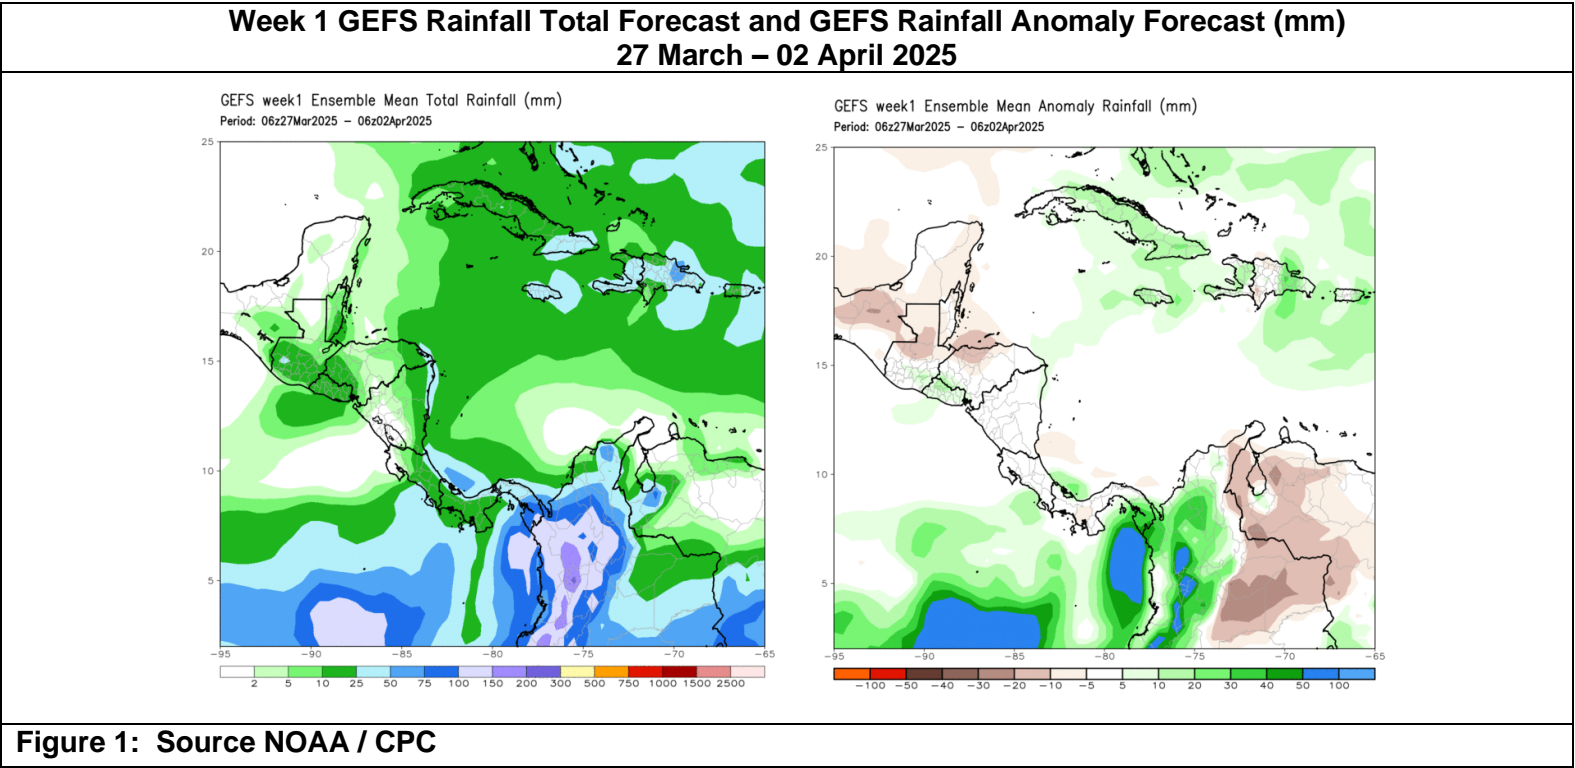 Week 1 GEFS Rainfall Total Forecast and GEFS Rainfall Anomaly Forecast (mm)
27 March – 02 April 2025
GEFS week1 Ensemble Mean Total Rainfall (mm)
Period: 06z27Mar2025 – 06z02Apr2025
25
20
15
10
5
−95 −90 −85 −80 −75 −70 −65
2 5 10 25 50 75 100 150 200 300 500 750 1000 1500 2500
GEFS week1 Ensemble Mean Anomaly Rainfall (mm)
Period: 06z27Mar2025 – 06z02Apr2025
25
20
15
10
5
−95 −90 −85 −80 −75 −70 −65
−100 −50 −40 −30 −20 −10 −5 5 10 20 30 40 50 100
Figure 1: Source NOAA / CPC